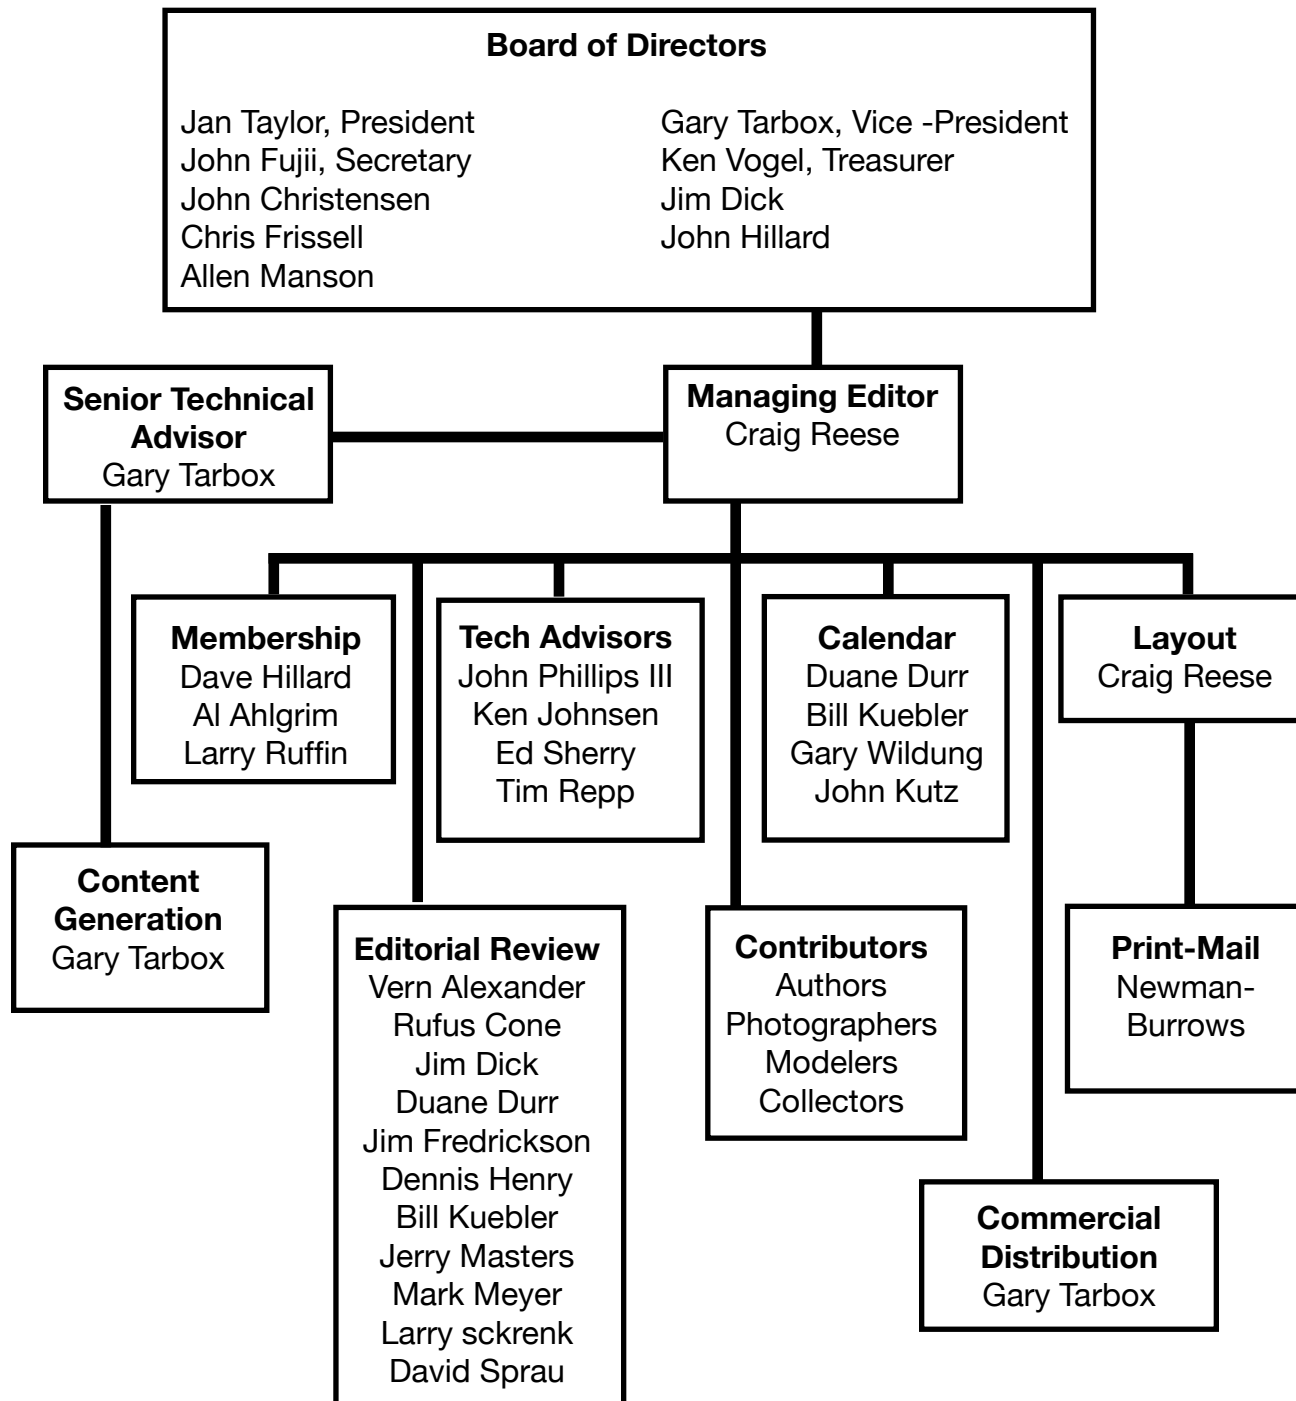 Board of Directors
Jan Taylor, President
Gary Tarbox, Vice -President
John Fujii, Secretary
Ken Vogel, Treasurer
John Christensen
Jim Dick
Chris Frissell
John Hillard
Allen Manson
Senior Technical
Advisor
Gary Tarbox
Managing Editor
Craig Reese
Membership
Dave Hillard
Al Ahlgrim
Larry Ruffin
Tech Advisors
John Phillips III
Ken Johnsen
Ed Sherry
Tim Repp
Calendar
Duane Durr
Bill Kuebler
Gary Wildung
John Kutz
Layout
Craig Reese
Content
Generation
Gary Tarbox
Editorial Review
Vern Alexander
Rufus Cone
Jim Dick
Duane Durr
Jim Fredrickson
Dennis Henry
Bill Kuebler
Jerry Masters
Mark Meyer
Larry sckrenk
David Sprau
Contributors
Authors
Photographers
Modelers
Collectors
Print-Mail
Newman-
Burrows
Commercial
Distribution
Gary Tarbox